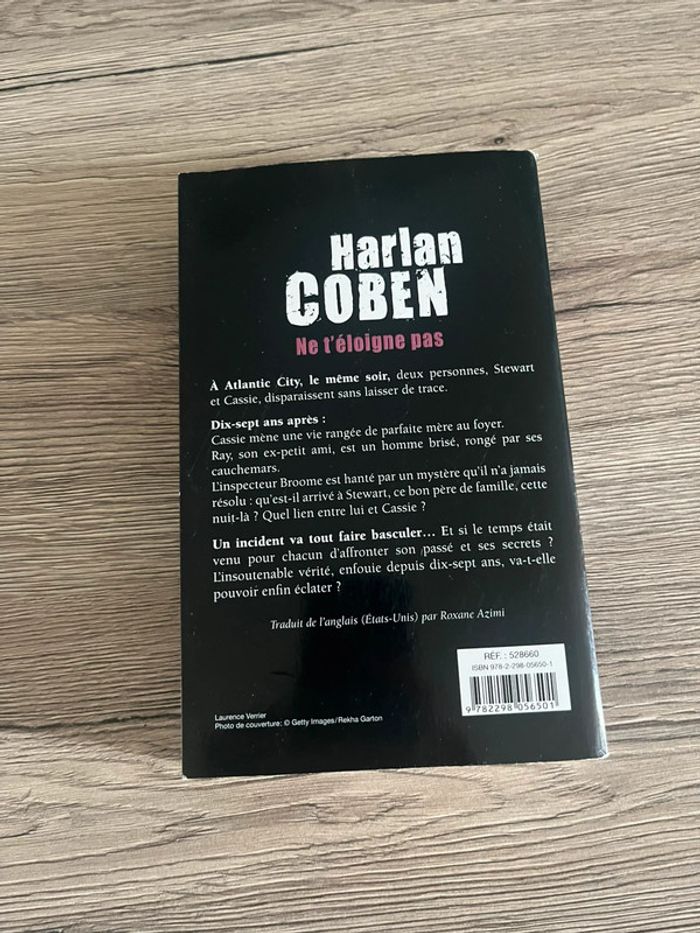 Harlan
COBEN
Ne t'éloigne pas
À Atlantic City, le même soir, deux personnes, Stewart
et Cassie, disparaissent sans laisser de trace.
Dix-sept ans après :
Cassie mène une vie rangée de parfaite mère au foyer.
Ray, son ex-petit ami, est un homme brisé, rongé par ses
cauchemars.
L'inspecteur Broome est hanté par un mystère qu'il n'a jamais
résolu : qu'est-il arrivé à Stewart, ce bon père de famille, cette
nuit-là ? Quel lien entre lui et Cassie ?
Un incident va tout faire basculer... Et si le temps était
venu pour chacun d'affronter son passé et ses secrets ?
L'insoutenable vérité, enfouie depuis dix-sept ans, va-t-elle
pouvoir enfin éclater ?
Traduit de l'anglais (États-Unis) par Roxane Azimi
RÉF. : 528660
ISBN 978-2-298-05650-1
9 782298 056501
Laurence Verrier
Photo de couverture: © Getty Images/Rekha Garton